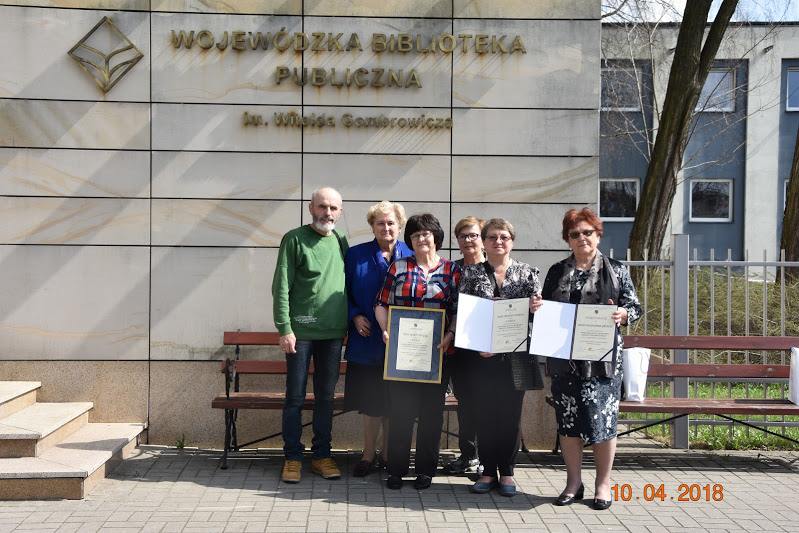 WOJEWÓDZKA BIBLIOTEKA
PUBLICZNA
im. Witolda Gombrowicza
10 04 2018